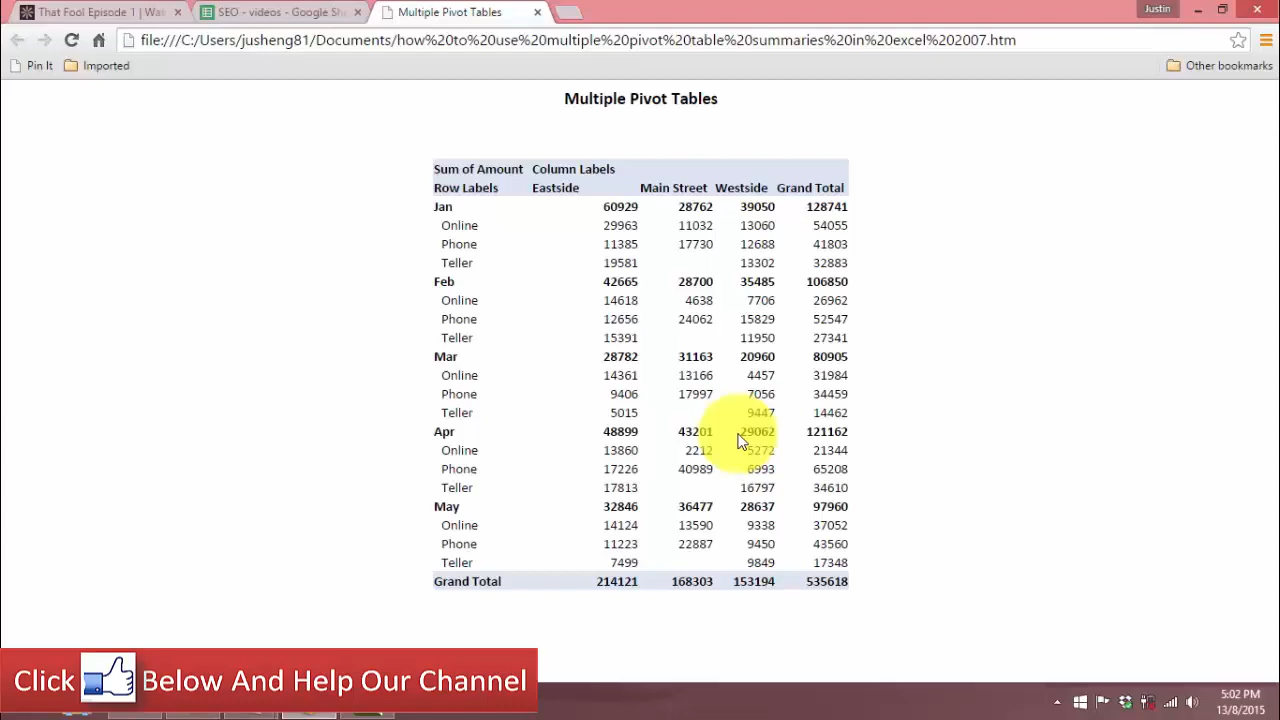 That Fool Episode 1 | Wai
SEO - videos - Google She
Multiple Pivot Tables
Justin
file:///C:/Users/jusheng81/Documents/how%20to%20use%20multiple%20pivot%20table%20summaries%20in%20excel%202007.htm
Pin It Imported Other bookmarks
Multiple Pivot Tables
Sum of Amount Column Labels
Row Labels Eastside Main Street Westside Grand Total
Jan 60929 28762 39050 128741
Online 29963 11032 13060 54055
Phone 11385 17730 12688 41803
Teller 19581 13302 32883
Feb 42665 28700 35485 106850
Online 14618 4638 7706 26962
Phone 12656 24062 15829 52547
Teller 15391 11950 27341
Mar 28782 31163 20960 80905
Online 14361 13166 4457 31984
Phone 9406 17997 7056 34459
Teller 5015 9447 14462
Apr 48899 43201 29062 121162
Online 13860 2212 5272 21344
Phone 17226 40989 6993 65208
Teller 17813 16797 34610
May 32846 36477 28637 97960
Online 14124 13590 9338 37052
Phone 11223 22887 9450 43560
Teller 7499 9849 17348
Grand Total 214121 168303 153194 535618
Click Below And Help Our Channel
5:02 PM
13/8/2015